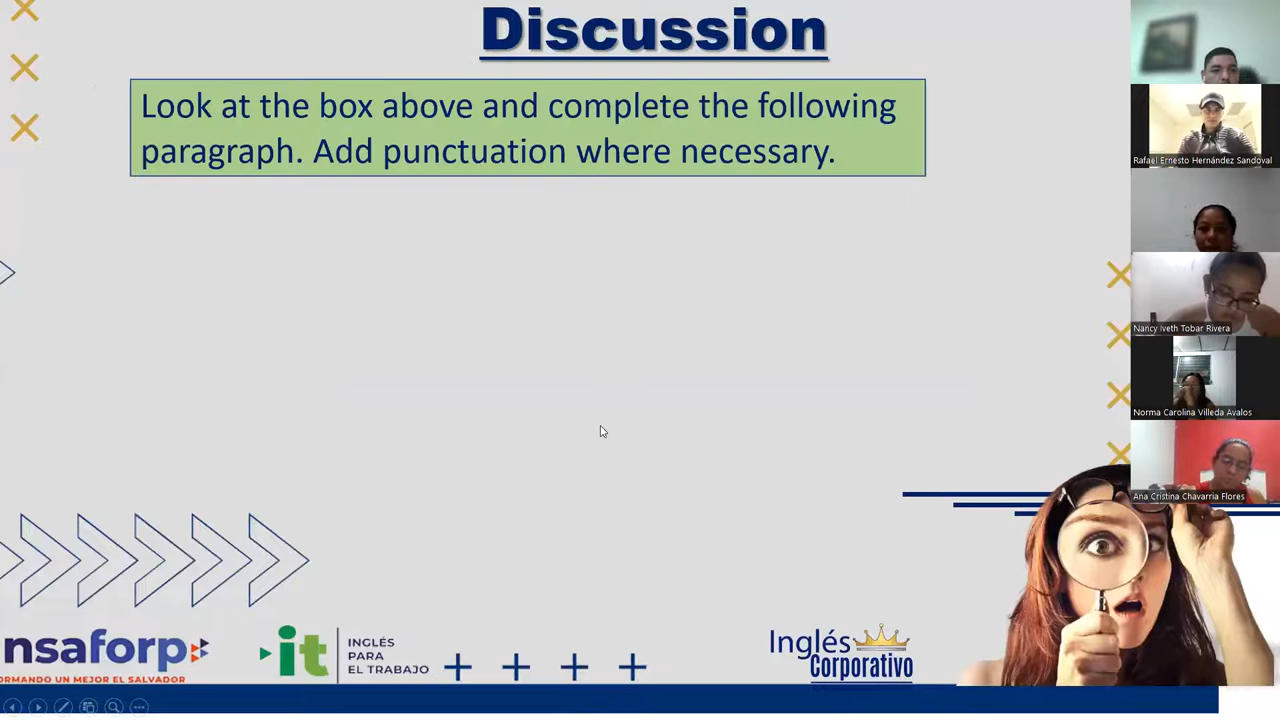 Discussion
Look at the box above and complete the following
paragraph. Add punctuation where necessary.
Rafael Ernesto Hernández Sandoval
Nancy Iveth Tobar Rivera
Norma Carolina Villeda Avalos
Ana Cristina Chavarria Flores
nsaforp
ORMANDO UN MEJOR EL SALVADOR
it
INGLÉS
PARA
EL TRABAJO
Inglés
Corporativo